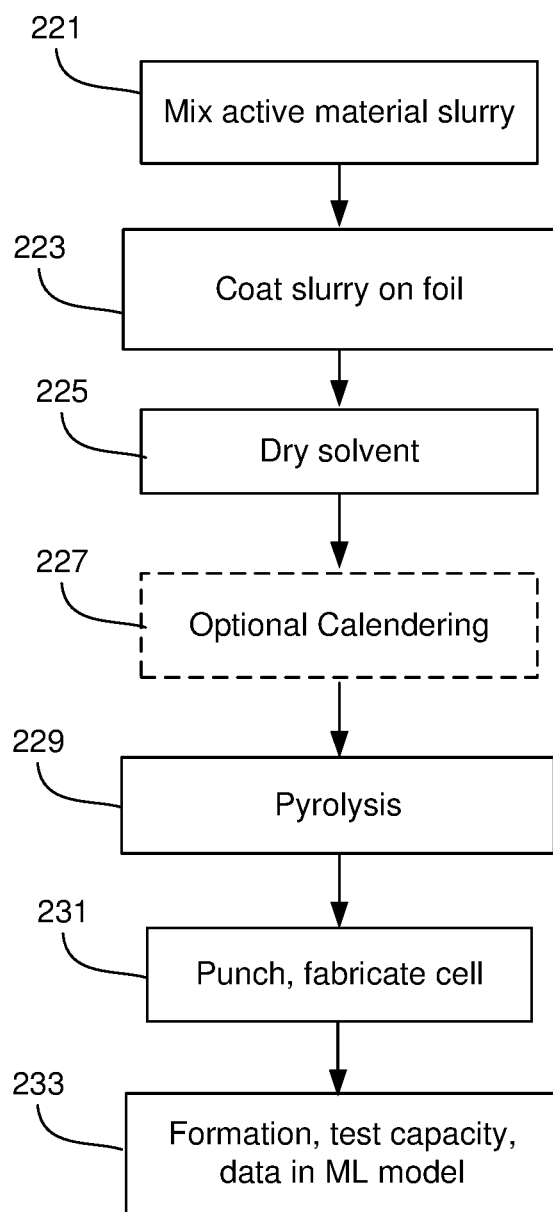 221
Mix active material slurry
223
Coat slurry on foil
225
Dry solvent
227
Optional Calendering
229
Pyrolysis
231
Punch, fabricate cell
233
Formation, test capacity,
data in ML model